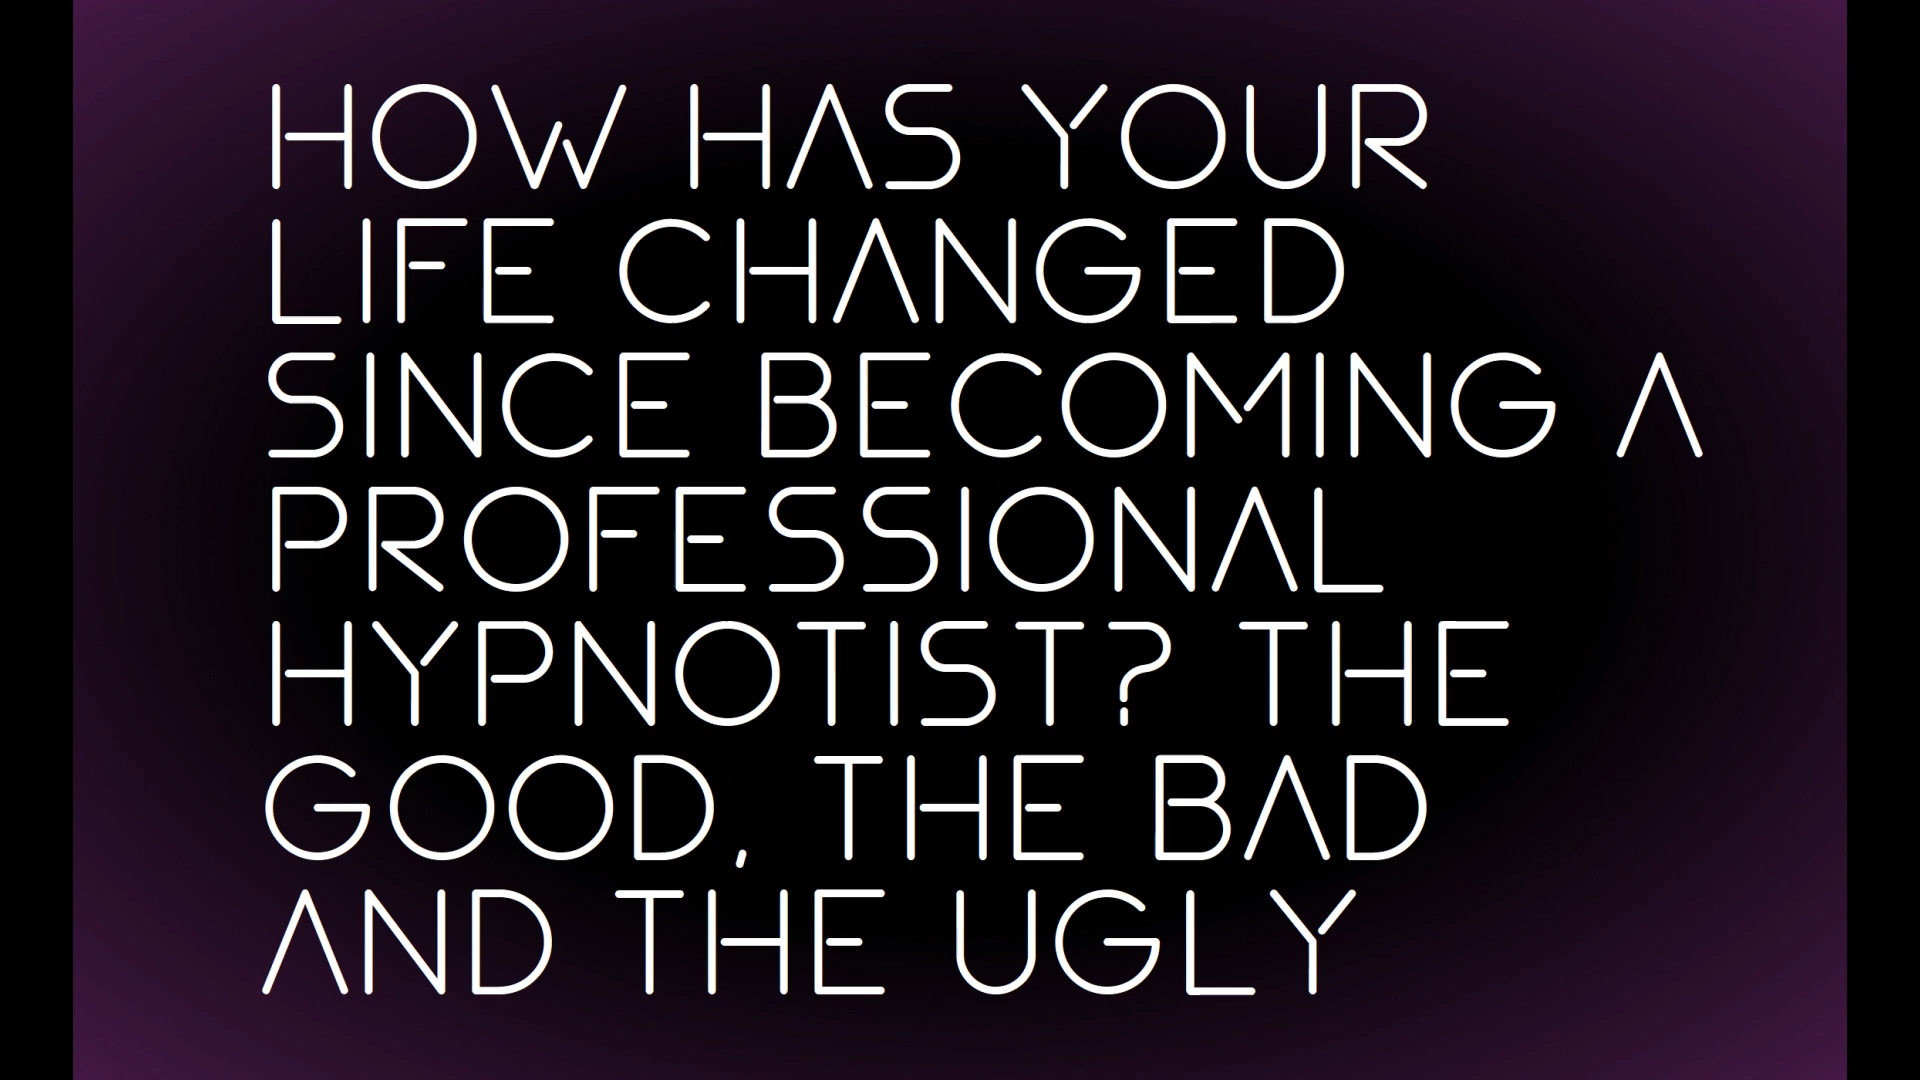 HOW HAS YOUR
LIFE CHANGED
SINCE BECOMING A
PROFESSIONAL
HYPNOTIST? THE
GOOD, THE BAD
AND THE UGLY